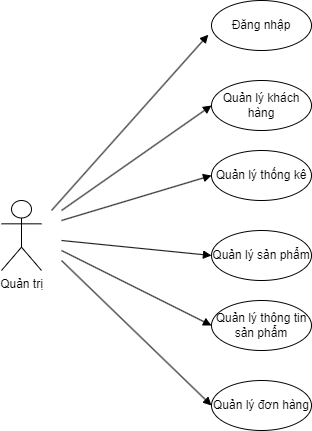 Đăng nhập
Quản lý khách
hàng
Quản lý thống kê
Quản lý sản phẩm
Quản trị
Quản lý thông tin
sản phẩm
Quản lý đơn hàng